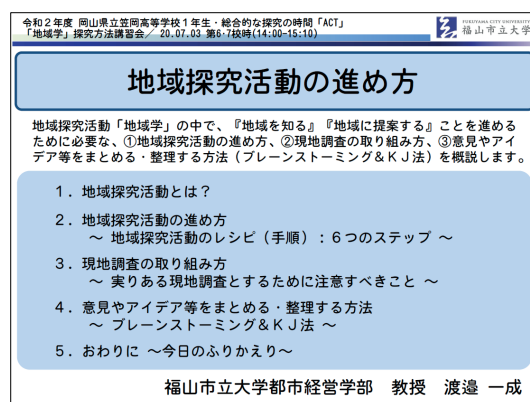 令和２年度 岡山県立笠岡高等学校１年生・総合的な探究の時間「ACT」
「地域学」探究方法講習会／ 20.07.03 第6･7校時(14:00-15:10)
FUKUYAMA CITY UNIVERSITY
福山市立大学
地域探究活動の進め方
地域探究活動「地域学」の中で、『地域を知る』『地域に提案する』ことを進める
ために必要な、①地域探究活動の進め方、②現地調査の取り組み方、③意見やアイ
デア等をまとめる・整理する方法（ブレーンストーミング＆ＫＪ法）を概説します。
１．地域探究活動とは？
２．地域探究活動の進め方
～ 地域探究活動のレシピ（手順）：６つのステップ ～
３．現地調査の取り組み方
～ 実りある現地調査とするために注意すべきこと ～
４．意見やアイデア等をまとめる・整理する方法
～ ブレーンストーミング＆ＫＪ法 ～
５．おわりに ～今日のふりかえり～
福山市立大学都市経営学部　教授　渡邉 一成